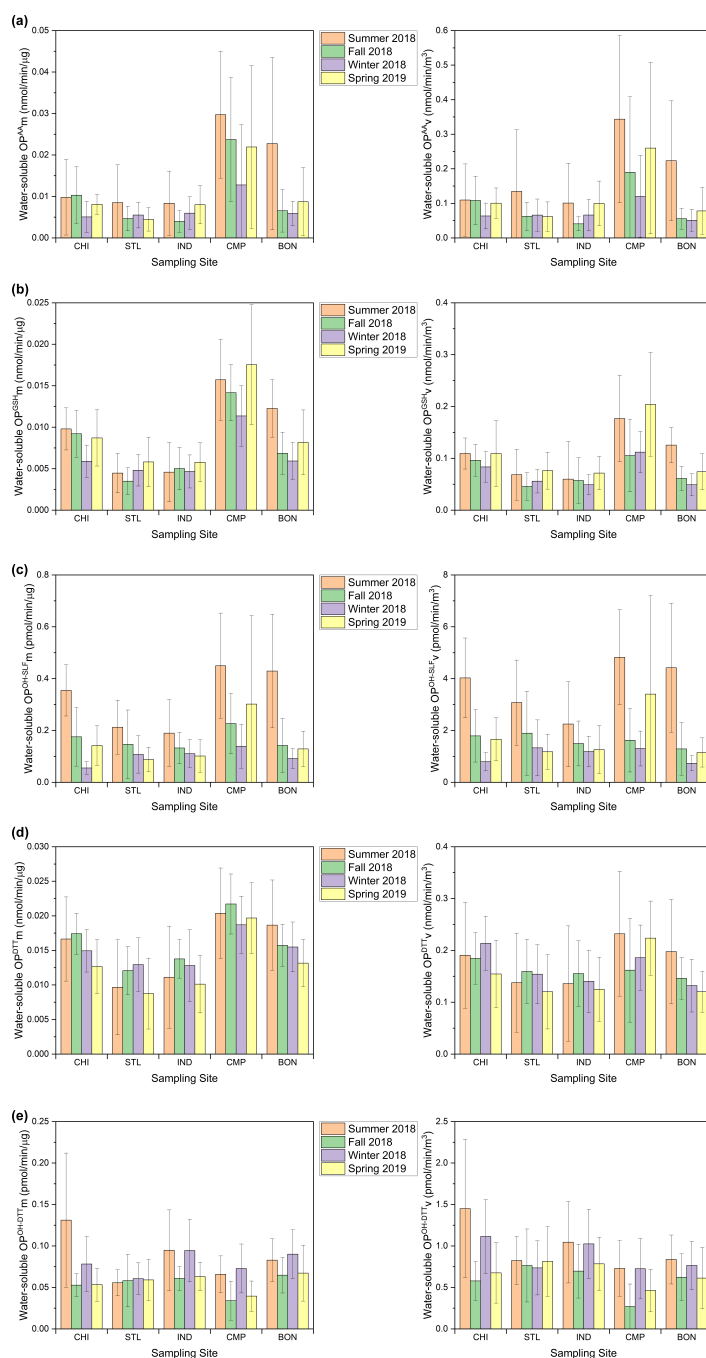 (a)
Water-soluble OP^AA m (nmol/min/μg)
0.05
0.04
0.03
0.02
0.01
0.00
CHI STL IND CMP BON
Sampling Site
Summer 2018
Fall 2018
Winter 2018
Spring 2019
Water-soluble OP^AA v (nmol/min/m³)
0.6
0.5
0.4
0.3
0.2
0.1
0.0
CHI STL IND CMP BON
Sampling Site
(b)
Water-soluble OP^GSH m (nmol/min/μg)
0.025
0.020
0.015
0.010
0.005
0.000
CHI STL IND CMP BON
Sampling Site
Summer 2018
Fall 2018
Winter 2018
Spring 2019
Water-soluble OP^GSH v (nmol/min/m³)
0.4
0.3
0.2
0.1
0.0
CHI STL IND CMP BON
Sampling Site
(c)
Water-soluble OP^OH-SLF m (pmol/min/μg)
0.8
0.6
0.4
0.2
0.0
CHI STL IND CMP BON
Sampling Site
Summer 2018
Fall 2018
Winter 2018
Spring 2019
Water-soluble OP^OH-SLF v (pmol/min/m³)
8
6
4
2
0
CHI STL IND CMP BON
Sampling Site
(d)
Water-soluble OP^DTT m (nmol/min/μg)
0.030
0.025
0.020
0.015
0.010
0.005
0.000
CHI STL IND CMP BON
Sampling Site
Summer 2018
Fall 2018
Winter 2018
Spring 2019
Water-soluble OP^DTT v (nmol/min/m³)
0.4
0.3
0.2
0.1
0.0
CHI STL IND CMP BON
Sampling Site
(e)
Water-soluble OP^OH-DTT m (pmol/min/μg)
0.25
0.20
0.15
0.10
0.05
0.00
CHI STL IND CMP BON
Sampling Site
Summer 2018
Fall 2018
Winter 2018
Spring 2019
Water-soluble OP^OH-DTT v (pmol/min/m³)
2.5
2.0
1.5
1.0
0.5
0.0
CHI STL IND CMP BON
Sampling Site